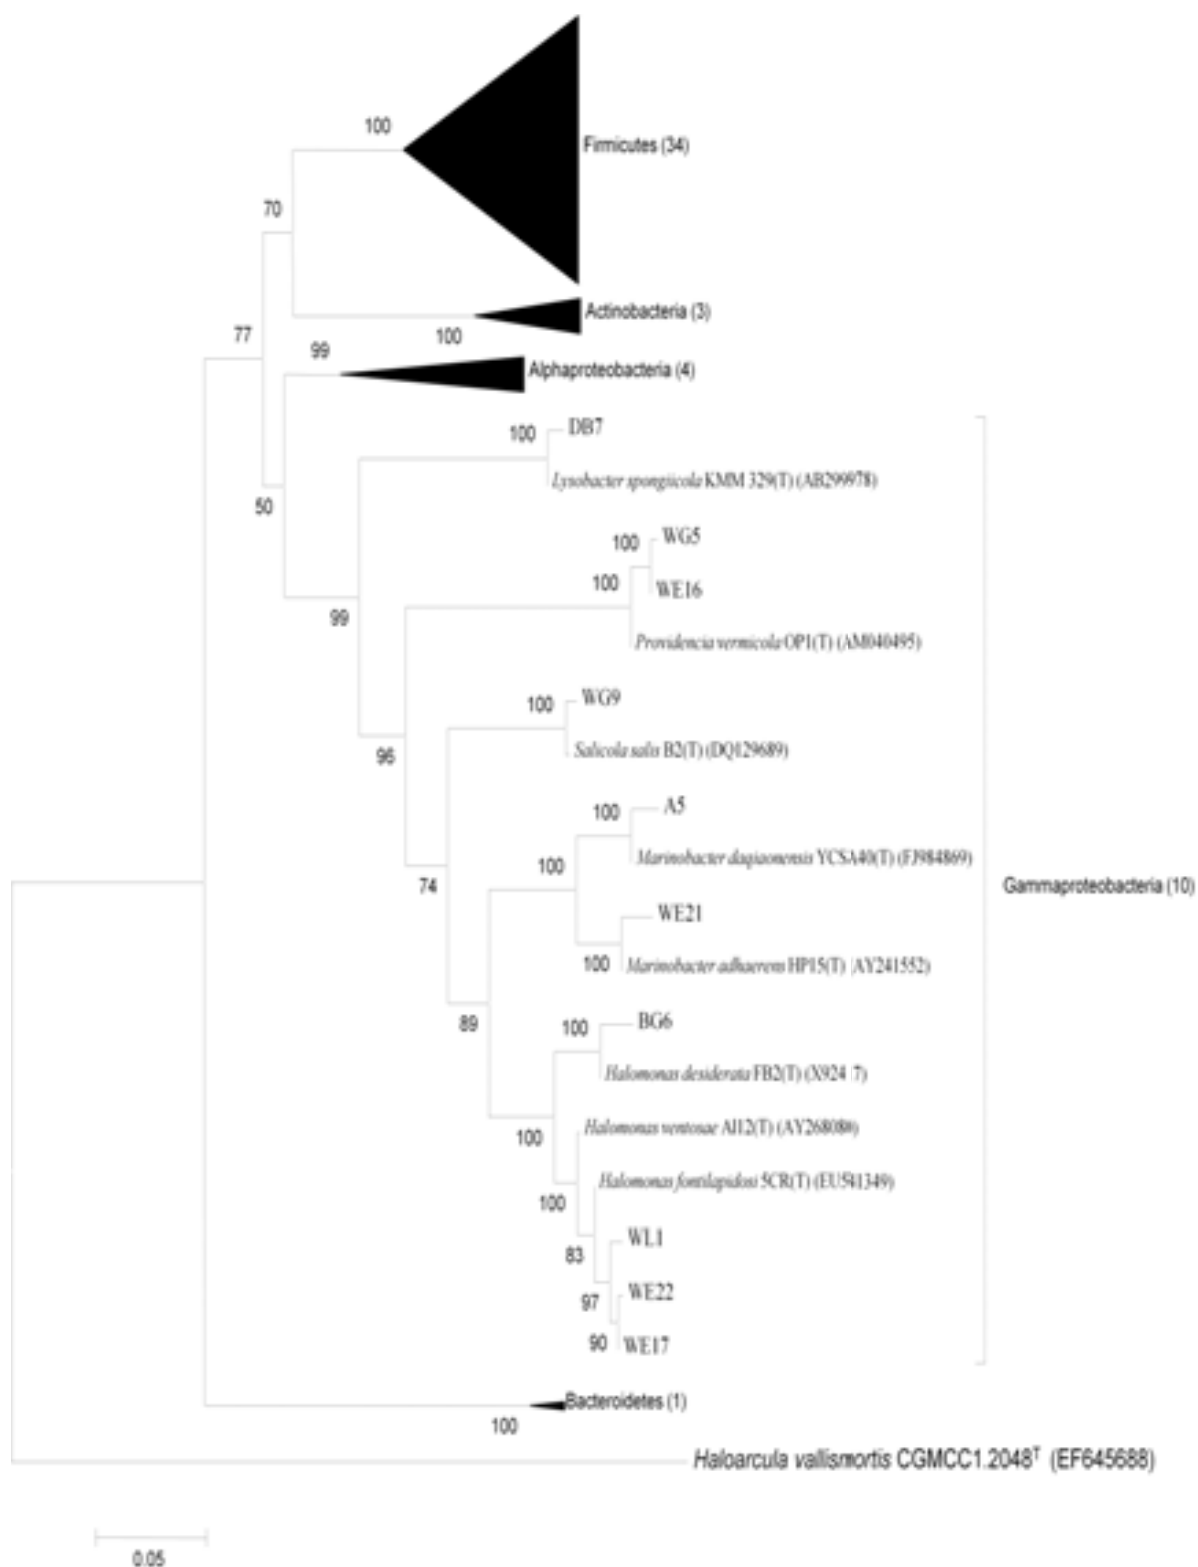 100
Firmicutes (34)
70
Actinobacteria (3)
100
77
99
Alphaproteobacteria (4)
100
DB7
Lysobacter spongiicola KMM 329(T) (AB299978)
50
100
WG5
100
WE16
99
Providencia vermicola OP1(T) (AM040495)
100
WG9
96
Salicola salis B2(T) (DQ129689)
100
A5
Marinobacter daqiaonensis YCSA40(T) (FJ984869)
100
74
Gammaproteobacteria (10)
WE21
100
Marinobacter adhaerens HP15(T) (AY241552)
89
100
BG6
Halomonas desiderata FB2(T)
Halomonas ventosae Al12(T)
100
Halomonas fontilapidosi 5CR(T) (EU541349)
100
WL1
83
WE22
97
90
WE17
Bacteroidetes (1)
100
Haloarcula vallismortis CGMCC1.2048ᵀ (EF645688)
0.05